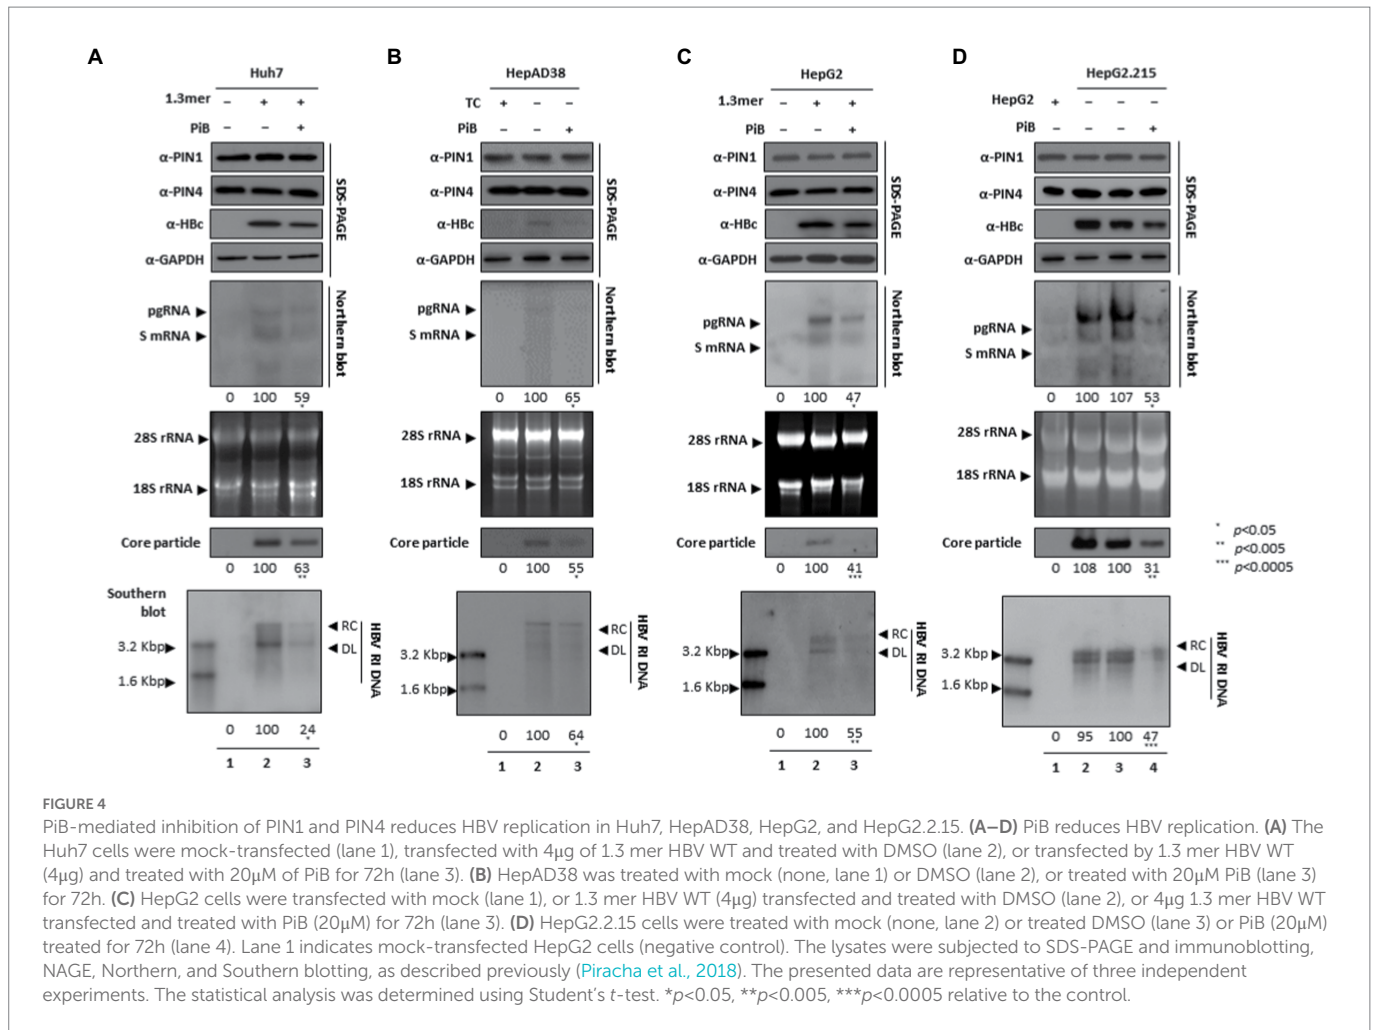 A
Huh7
1.3mer – + +
PiB – – +
α-PIN1
α-PIN4
α-HBc
α-GAPDH
SDS-PAGE
pgRNA
S mRNA
Northern blot
0 100 59
*
28S rRNA
18S rRNA
Core particle
0 100 63
**
Southern
blot
3.2 Kbp
1.6 Kbp
RC
DL
HBV RI DNA
0 100 24
*
1 2 3
B
HepAD38
TC + – –
PiB – – +
α-PIN1
α-PIN4
α-HBc
α-GAPDH
SDS-PAGE
pgRNA
S mRNA
Northern blot
0 100 65
*
28S rRNA
18S rRNA
Core particle
0 100 55
*
3.2 Kbp
1.6 Kbp
RC
DL
HBV RI DNA
0 100 64
*
1 2 3
C
HepG2
1.3mer – + +
PiB – – +
α-PIN1
α-PIN4
α-HBc
α-GAPDH
SDS-PAGE
pgRNA
S mRNA
Northern blot
0 100 47
*
28S rRNA
18S rRNA
Core particle
0 100 41
***
3.2 Kbp
1.6 Kbp
RC
DL
HBV RI DNA
0 100 55
**
1 2 3
D
HepG2.215
HepG2 + – – –
PiB – – – +
α-PIN1
α-PIN4
α-HBc
α-GAPDH
SDS-PAGE
pgRNA
S mRNA
Northern blot
0 100 107 53
*
28S rRNA
18S rRNA
Core particle
0 108 100 31
**
3.2 Kbp
1.6 Kbp
RC
DL
HBV RI DNA
0 95 100 47
***
1 2 3 4
* p<0.05
** p<0.005
*** p<0.0005
FIGURE 4
PiB-mediated inhibition of PIN1 and PIN4 reduces HBV replication in Huh7, HepAD38, HepG2, and HepG2.2.15. (A–D) PiB reduces HBV replication. (A) The
Huh7 cells were mock-transfected (lane 1), transfected with 4μg of 1.3 mer HBV WT and treated with DMSO (lane 2), or transfected by 1.3 mer HBV WT
(4μg) and treated with 20μM of PiB for 72h (lane 3). (B) HepAD38 was treated with mock (none, lane 1) or DMSO (lane 2), or treated with 20μM PiB (lane 3)
for 72h. (C) HepG2 cells were transfected with mock (lane 1), or 1.3 mer HBV WT (4μg) transfected and treated with DMSO (lane 2), or 4μg 1.3 mer HBV WT
transfected and treated with PiB (20μM) for 72h (lane 3). (D) HepG2.2.15 cells were treated with mock (none, lane 2) or treated DMSO (lane 3) or PiB (20μM)
treated for 72h (lane 4). Lane 1 indicates mock-transfected HepG2 cells (negative control). The lysates were subjected to SDS-PAGE and immunoblotting,
NAGE, Northern, and Southern blotting, as described previously (Piracha et al., 2018). The presented data are representative of three independent
experiments. The statistical analysis was determined using Student's t-test. *p<0.05, **p<0.005, ***p<0.0005 relative to the control.